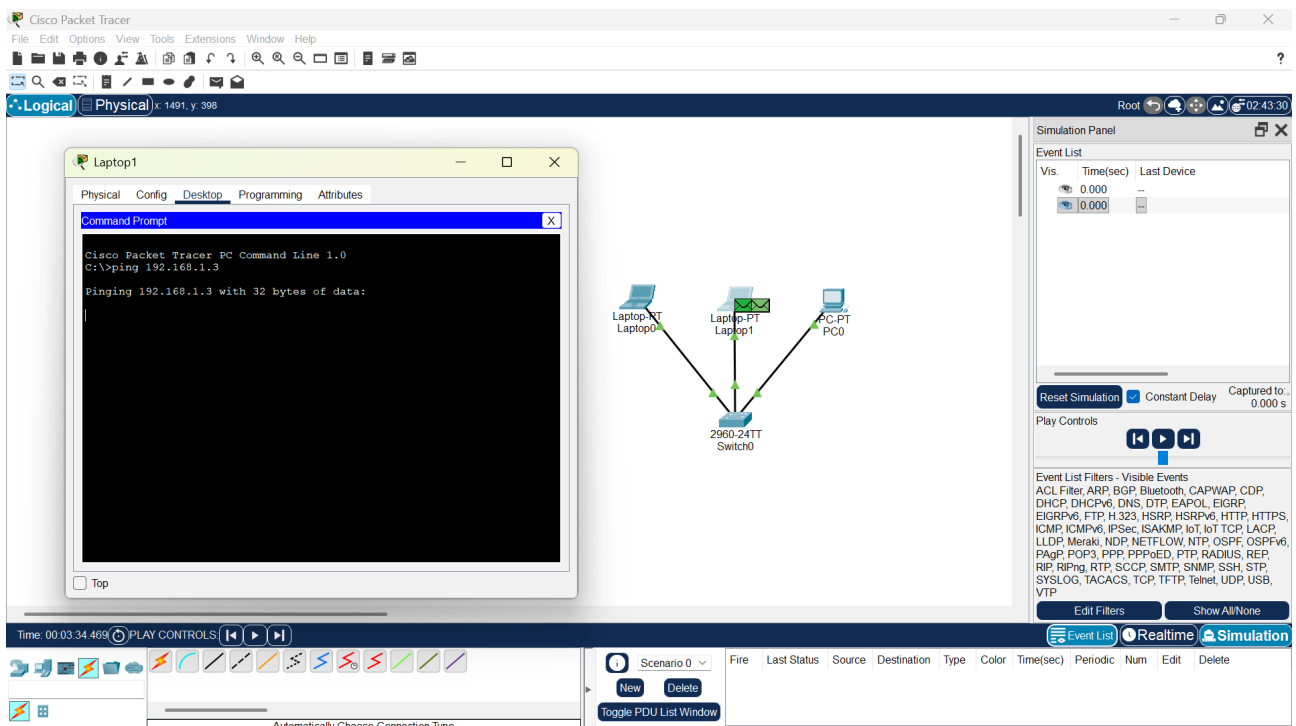 Cisco Packet Tracer
File Edit Options View Tools Extensions Window Help
?
Logical Physical x: 1491, y: 398 Root 02:43:30
Laptop1
Physical Config Desktop Programming Attributes
Command Prompt X
Cisco Packet Tracer PC Command Line 1.0
C:\>ping 192.168.1.3
Pinging 192.168.1.3 with 32 bytes of data:
Top
Laptop-PT
Laptop0
Laptop-PT
Laptop1
PC-PT
PC0
2960-24TT
Switch0
Simulation Panel
Event List
Vis. Time(sec) Last Device
0.000 --
0.000 --
Reset Simulation Constant Delay Captured to:
0.000 s
Play Controls
Event List Filters - Visible Events
ACL Filter, ARP, BGP, Bluetooth, CAPWAP, CDP,
DHCP, DHCPv6, DNS, DTP, EAPOL, EIGRP,
EIGRPv6, FTP, H.323, HSRP, HSRPv6, HTTP, HTTPS,
ICMP, ICMPv6, IPSec, ISAKMP, IoT, IoT TCP, LACP,
LLDP, Meraki, NDP, NETFLOW, NTP, OSPF, OSPFv6,
PAgP, POP3, PPP, PPPoED, PTP, RADIUS, REP,
RIP, RIPng, RTP, SCCP, SMTP, SNMP, SSH, STP,
SYSLOG, TACACS, TCP, TFTP, Telnet, UDP, USB,
VTP
Edit Filters Show All/None
Time: 00:03:34.469 PLAY CONTROLS: Event List Realtime Simulation
Scenario 0
New Delete
Toggle PDU List Window
Fire Last Status Source Destination Type Color Time(sec) Periodic Num Edit Delete
Automatically Choose Connection Type